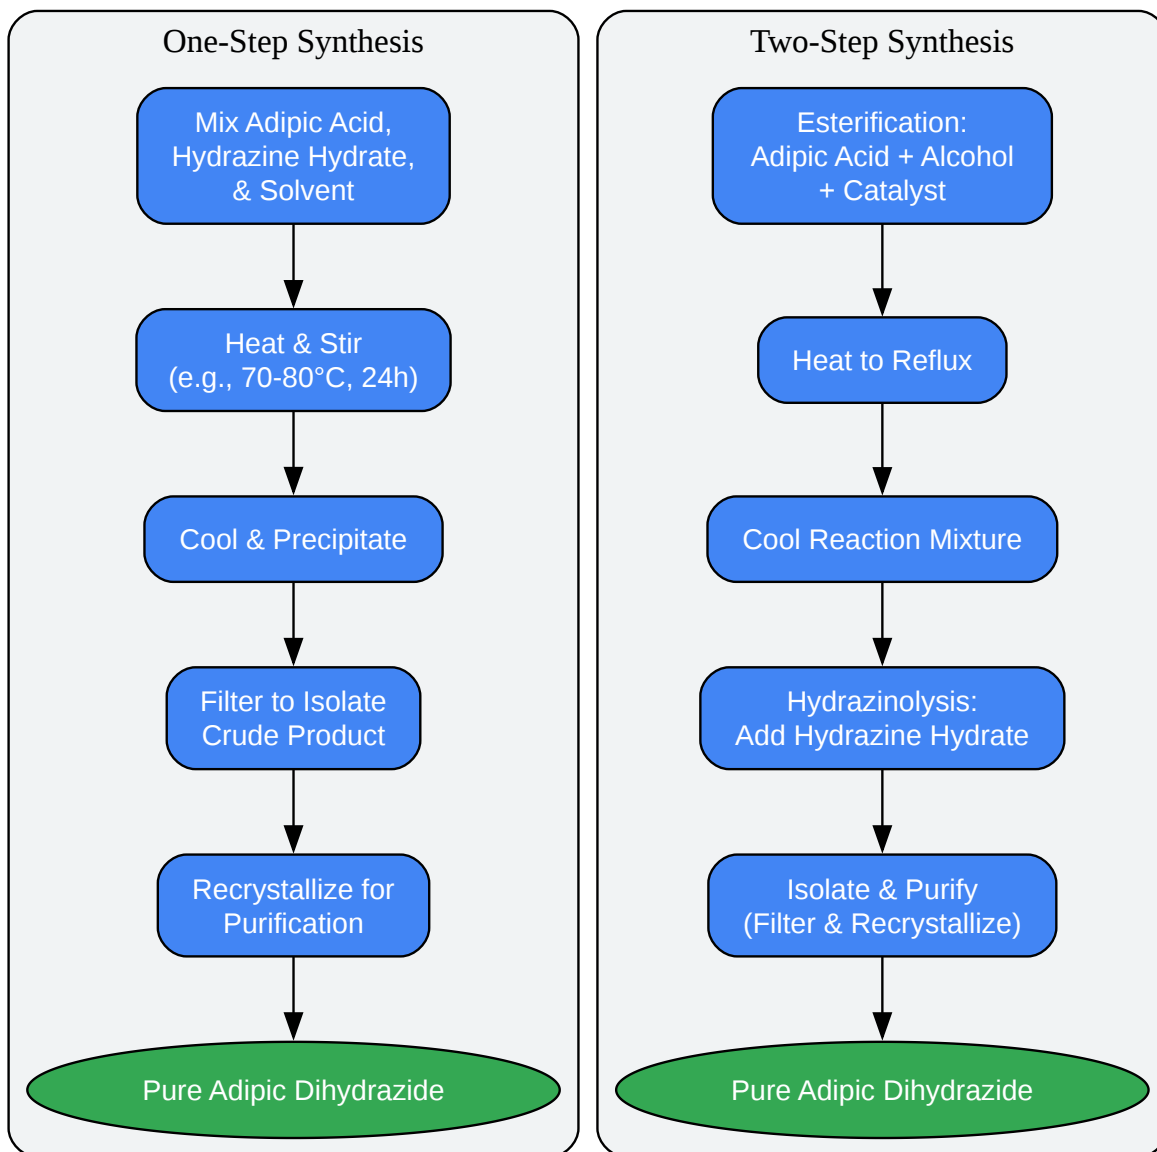 One-Step Synthesis
Mix Adipic Acid,
Hydrazine Hydrate,
& Solvent
Heat & Stir
(e.g., 70-80°C, 24h)
Cool & Precipitate
Filter to Isolate
Crude Product
Recrystallize for
Purification
Pure Adipic Dihydrazide
Two-Step Synthesis
Esterification:
Adipic Acid + Alcohol
+ Catalyst
Heat to Reflux
Cool Reaction Mixture
Hydrazinolysis:
Add Hydrazine Hydrate
Isolate & Purify
(Filter & Recrystallize)
Pure Adipic Dihydrazide